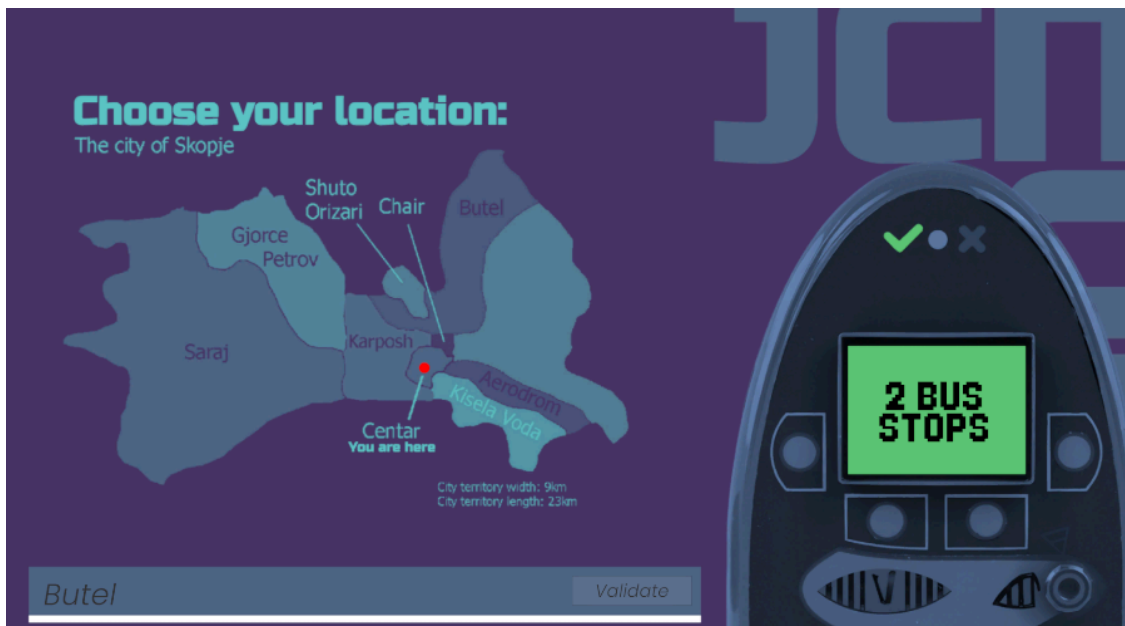 JCN
Choose your location:
The city of Skopje
Shuto
Orizari
Chair
Butel
Gjorce
Petrov
Saraj
Karposh
Aerodrom
Kisela Voda
Centar
You are here
City territory width: 9km
City territory length: 23km
Butel
Validate
2 BUS
STOPS